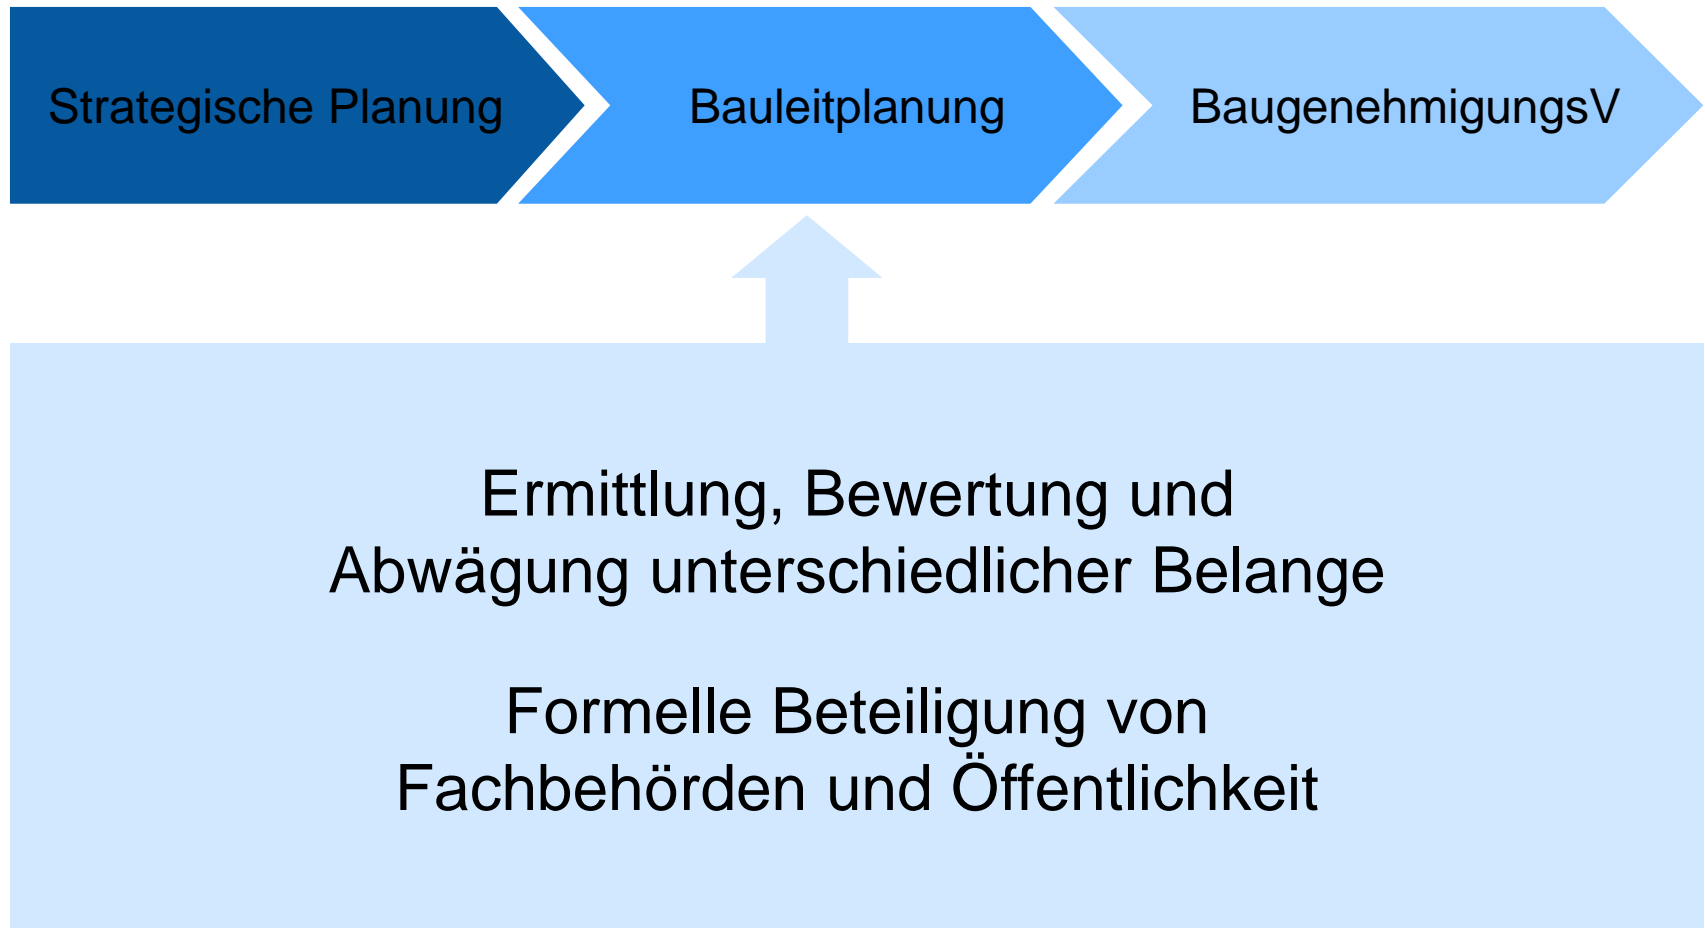 Strategische Planung
Bauleitplanung
BaugenehmigungsV
Ermittlung, Bewertung und
Abwägung unterschiedlicher Belange
Formelle Beteiligung von
Fachbehörden und Öffentlichkeit